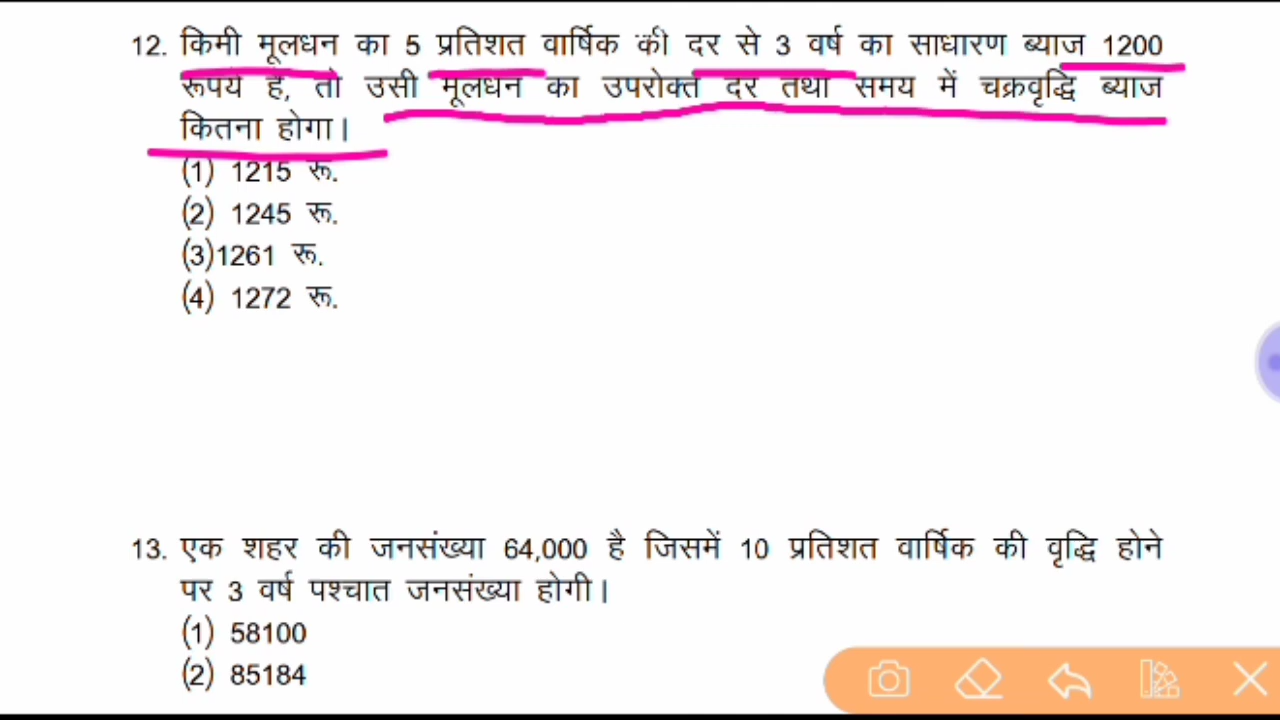 12. किमी मूलधन का 5 प्रतिशत वार्षिक की दर से 3 वर्ष का साधारण ब्याज 1200
रूपये है, तो उसी मूलधन का उपरोक्त दर तथा समय में चक्रवृद्धि ब्याज
कितना होगा।
(1) 1215 रू.
(2) 1245 रू.
(3)1261 रू.
(4) 1272 रू.
13. एक शहर की जनसंख्या 64,000 है जिसमें 10 प्रतिशत वार्षिक की वृद्धि होने
पर 3 वर्ष पश्चात जनसंख्या होगी।
(1) 58100
(2) 85184